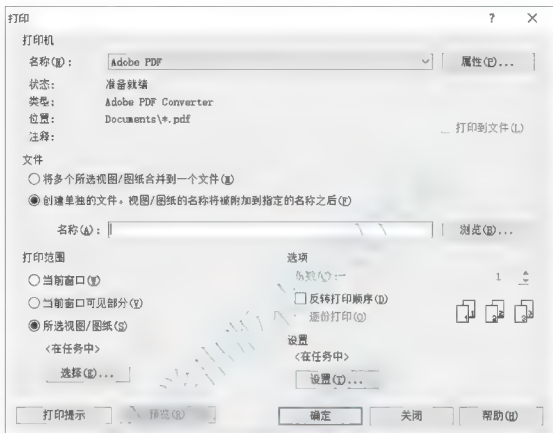 打印
打印机
名称(N): Adobe PDF 属性(P)...
状态: 准备就绪
类型: Adobe PDF Converter
位置: Documents\*.pdf
注释: 打印到文件(L)
文件
将多个所选视图/图纸合并到一个文件(M)
创建单独的文件。视图/图纸的名称将被附加到指定的名称之后(F)
名称(A): 浏览(B)...
打印范围
当前窗口(W)
当前窗口可见部分(V)
所选视图/图纸(S)
<在任务中>
选择(E)...
选项
份数(C): 1
反转打印顺序(D)
逐份打印(O)
设置
<在任务中>
设置(T)...
打印提示 预览(R) 确定 关闭 帮助(H)